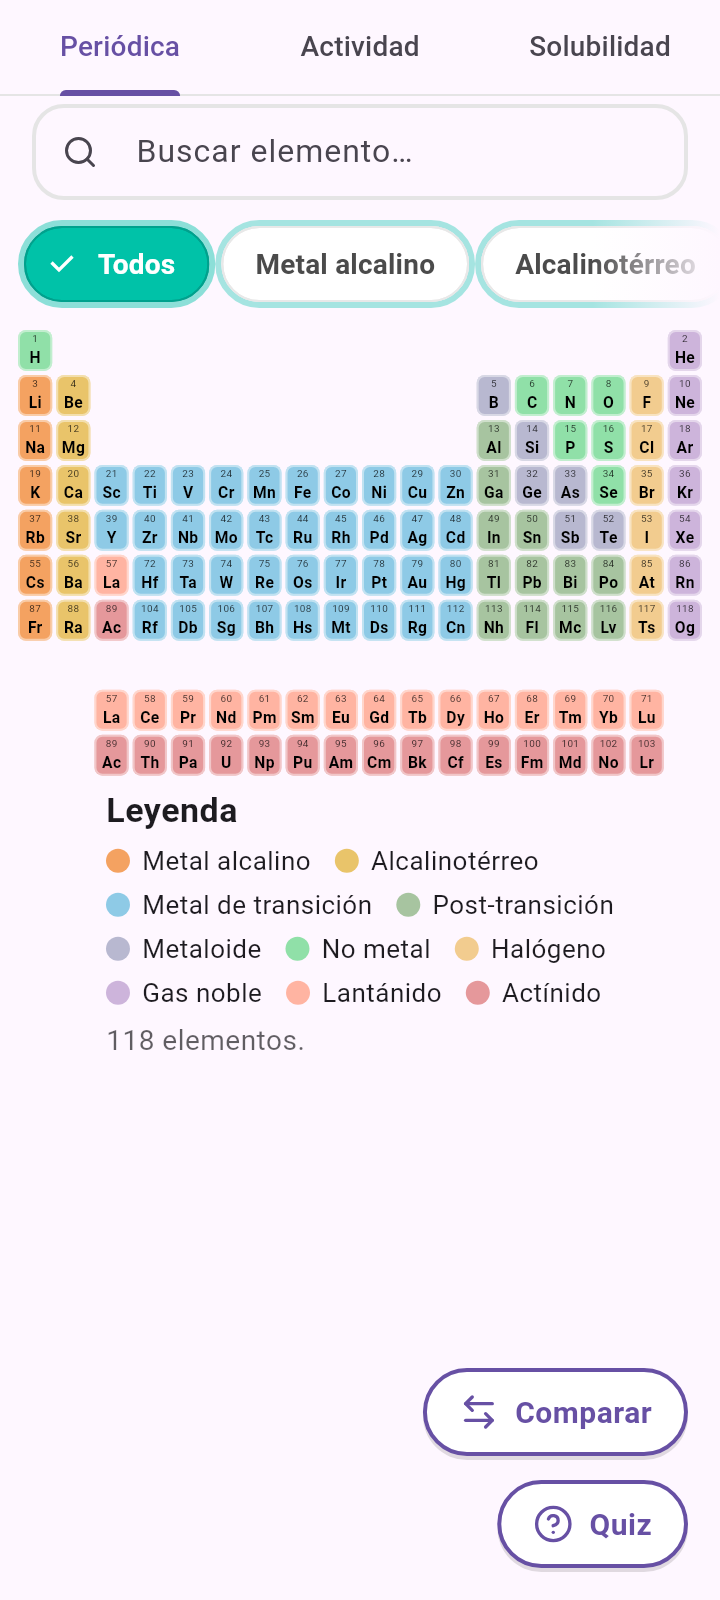 Periódica Actividad Solubilidad
Buscar elemento…
Todos Metal alcalino Alcalinotérreo
1 2
H He
3 4 5 6 7 8 9 10
Li Be B C N O F Ne
11 12 13 14 15 16 17 18
Na Mg Al Si P S Cl Ar
19 20 21 22 23 24 25 26 27 28 29 30 31 32 33 34 35 36
K Ca Sc Ti V Cr Mn Fe Co Ni Cu Zn Ga Ge As Se Br Kr
37 38 39 40 41 42 43 44 45 46 47 48 49 50 51 52 53 54
Rb Sr Y Zr Nb Mo Tc Ru Rh Pd Ag Cd In Sn Sb Te I Xe
55 56 57 72 73 74 75 76 77 78 79 80 81 82 83 84 85 86
Cs Ba La Hf Ta W Re Os Ir Pt Au Hg Tl Pb Bi Po At Rn
87 88 89 104 105 106 107 108 109 110 111 112 113 114 115 116 117 118
Fr Ra Ac Rf Db Sg Bh Hs Mt Ds Rg Cn Nh Fl Mc Lv Ts Og
57 58 59 60 61 62 63 64 65 66 67 68 69 70 71
La Ce Pr Nd Pm Sm Eu Gd Tb Dy Ho Er Tm Yb Lu
89 90 91 92 93 94 95 96 97 98 99 100 101 102 103
Ac Th Pa U Np Pu Am Cm Bk Cf Es Fm Md No Lr
Leyenda
Metal alcalino Alcalinotérreo
Metal de transición Post-transición
Metaloide No metal Halógeno
Gas noble Lantánido Actínido
118 elementos.
Comparar
Quiz